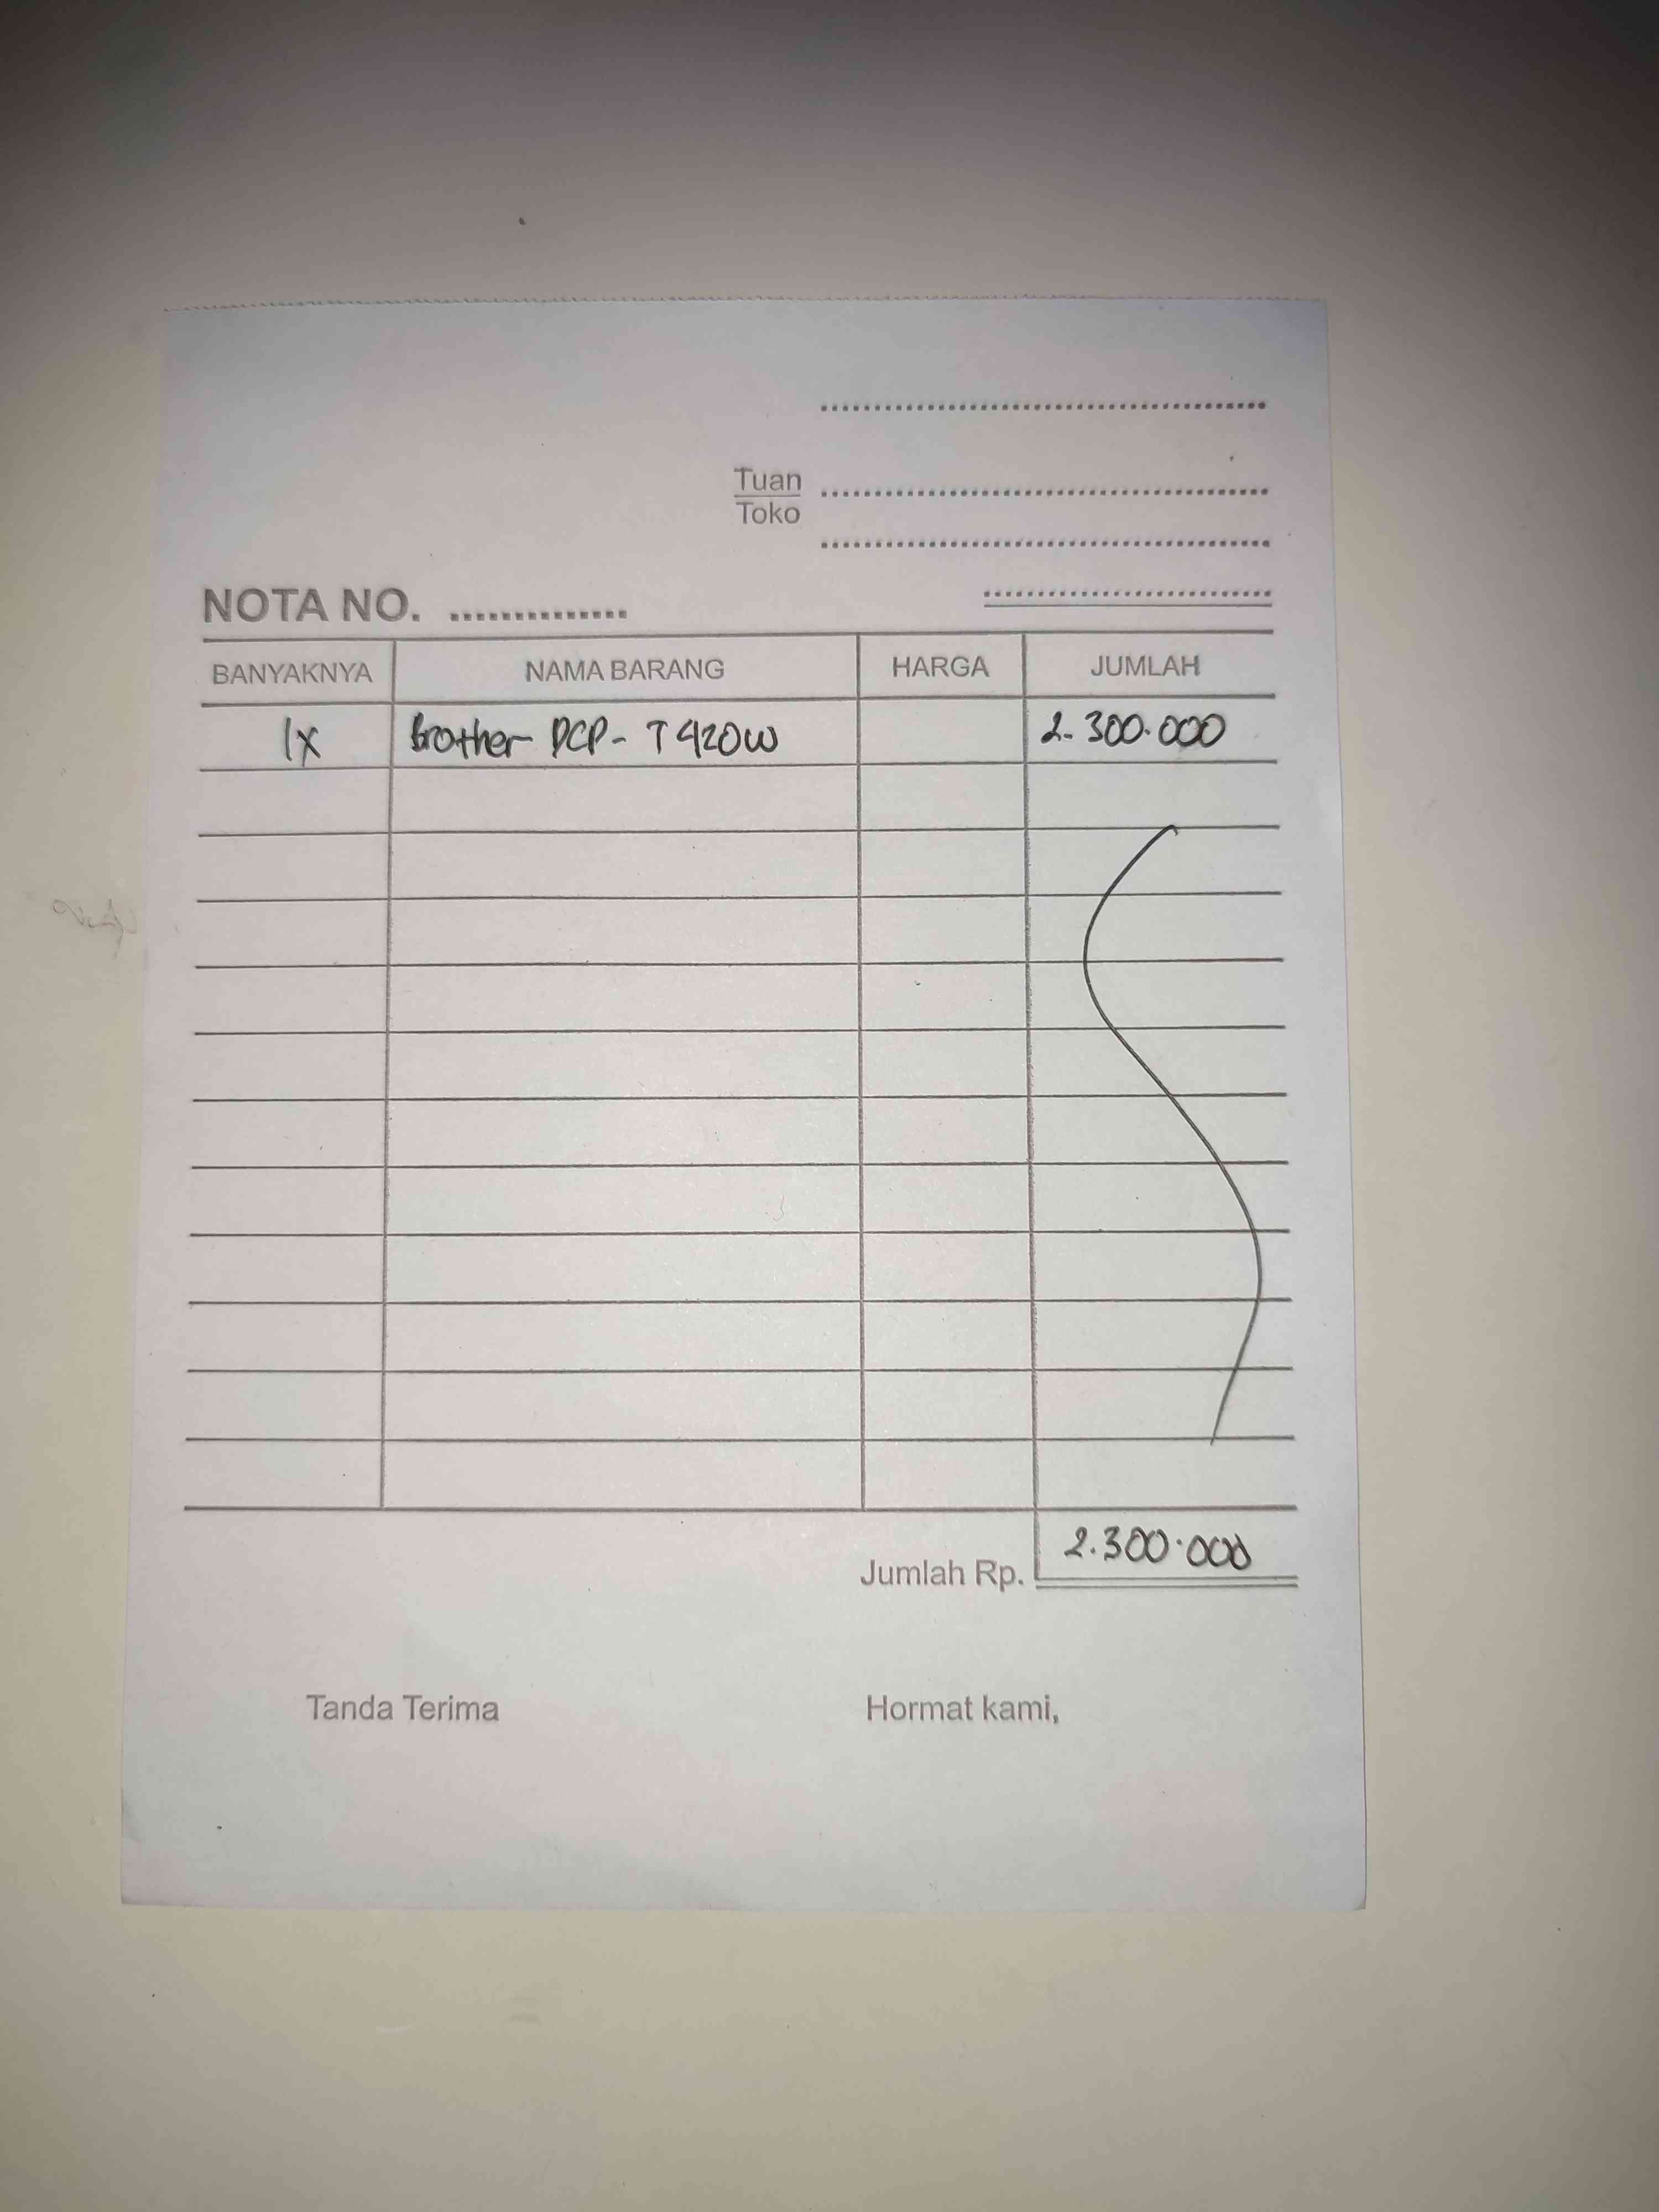 Tuan
Toko
NOTA NO. ..............
BANYAKNYA NAMA BARANG HARGA JUMLAH
1X Brother DCP- T420W 2.300.000
Jumlah Rp. 2.300.000
Tanda Terima Hormat kami,